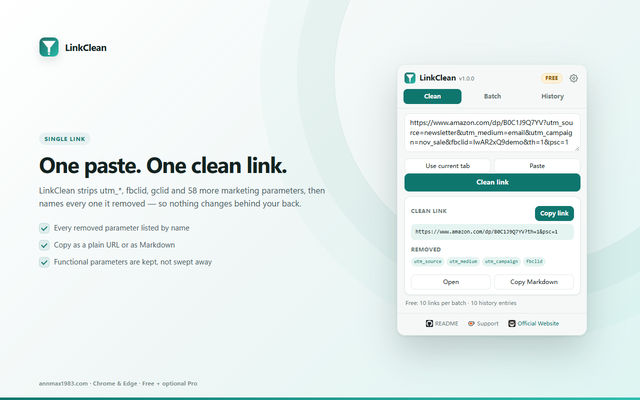 LinkClean
SINGLE LINK
One paste. One clean link.
LinkClean strips utm_*, fbclid, gclid and 58 more marketing parameters, then
names every one it removed — so nothing changes behind your back.
Every removed parameter listed by name
Copy as a plain URL or as Markdown
Functional parameters are kept, not swept away
annmax1983.com · Chrome & Edge · Free + optional Pro
LinkClean v1.0.0
FREE
Clean
Batch
History
https://www.amazon.com/dp/B0C1J9Q7YV?utm_sou
rce=newsletter&utm_medium=email&utm_campaig
n=nov_sale&fbclid=IwAR2xQ9demo&th=1&psc=1
Use current tab
Paste
Clean link
CLEAN LINK
Copy link
https://www.amazon.com/dp/B0C1J9Q7YV?th=1&psc=1
REMOVED
utm_source
utm_medium
utm_campaign
fbclid
Open
Copy Markdown
Free: 10 links per batch · 10 history entries
README
Support
Official Website